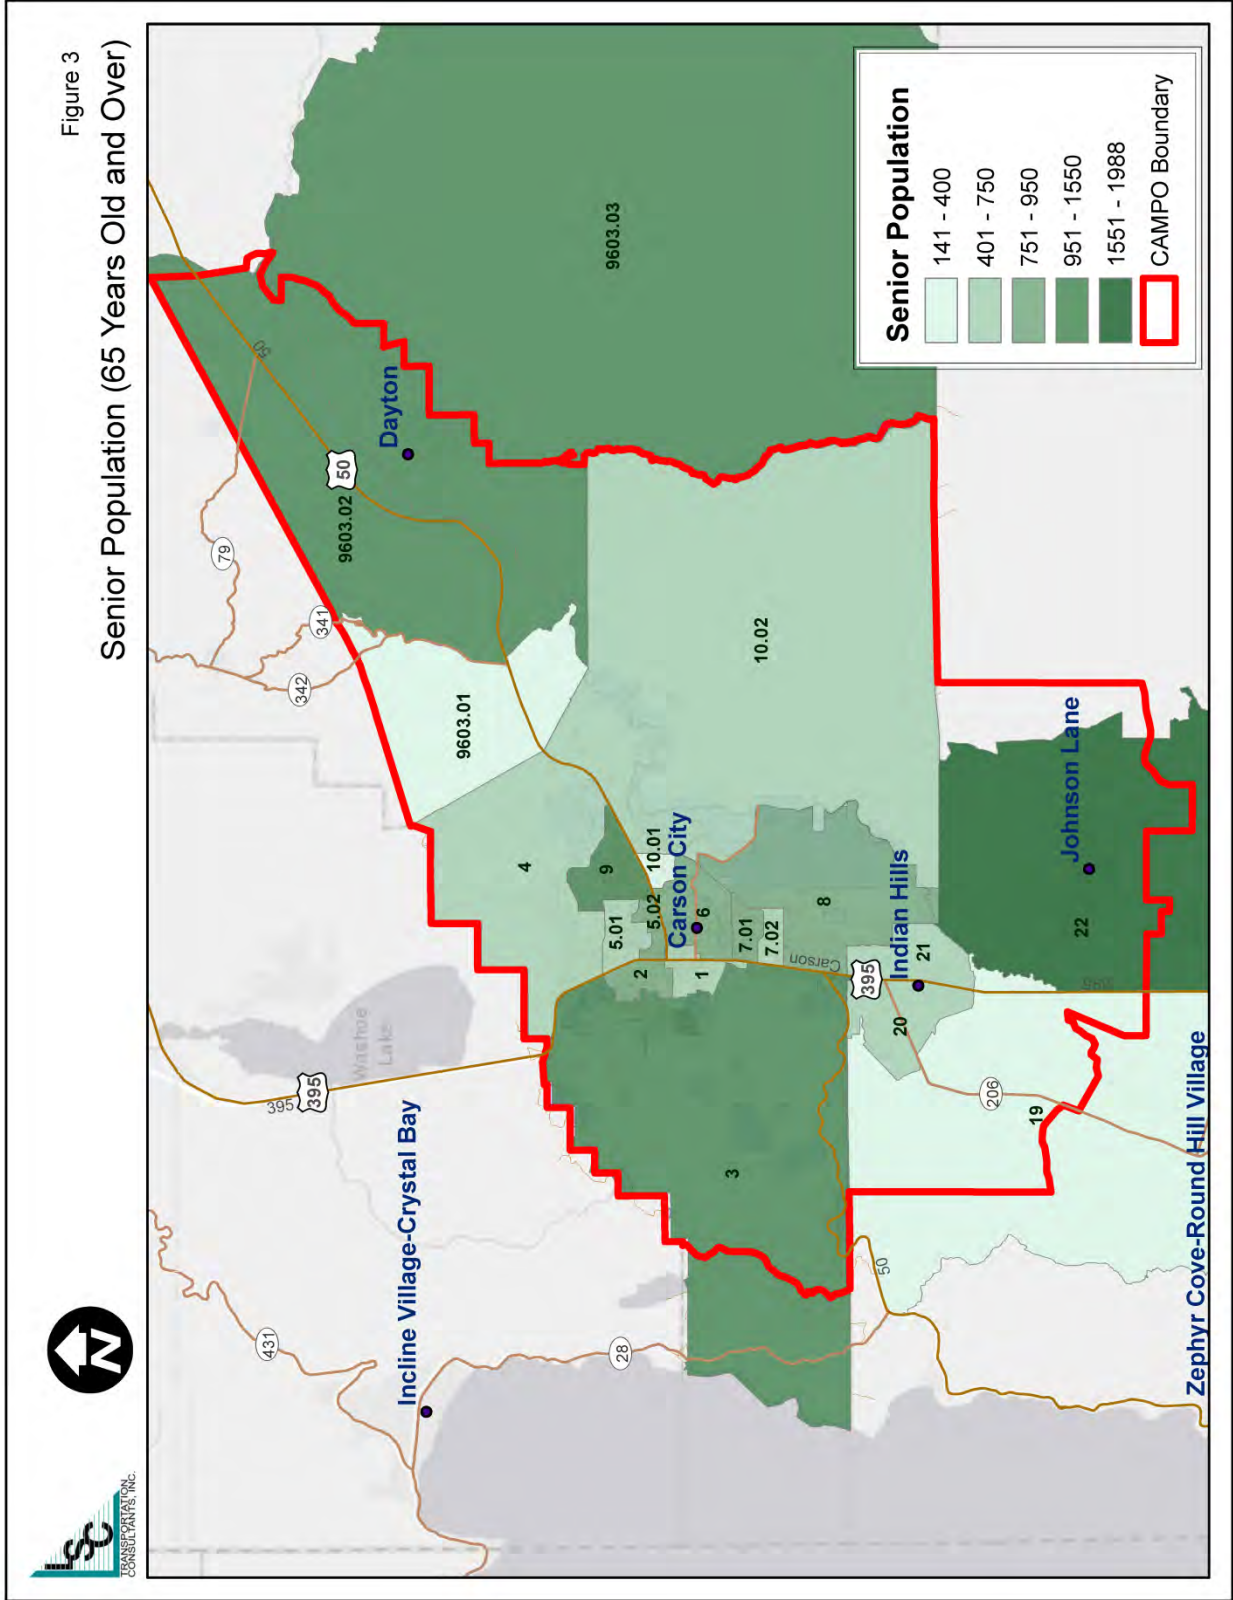 Figure 3
Senior Population (65 Years Old and Over)
LSC
TRANSPORTATION
CONSULTANTS, INC.
N
431
Incline Village-Crystal Bay
28
395
395
Washoe
Lake
342
341
79
50
50
Dayton
9603.02
9603.03
9603.01
4
9
10.01
5.01
5.02
Carson City
6
2
1
7.01
7.02
8
10.02
3
Carson
395
Indian Hills
21
20
206
19
50
395
22
Johnson Lane
Zephyr Cove-Round Hill Village
Senior Population
141 - 400
401 - 750
751 - 950
951 - 1550
1551 - 1988
CAMPO Boundary